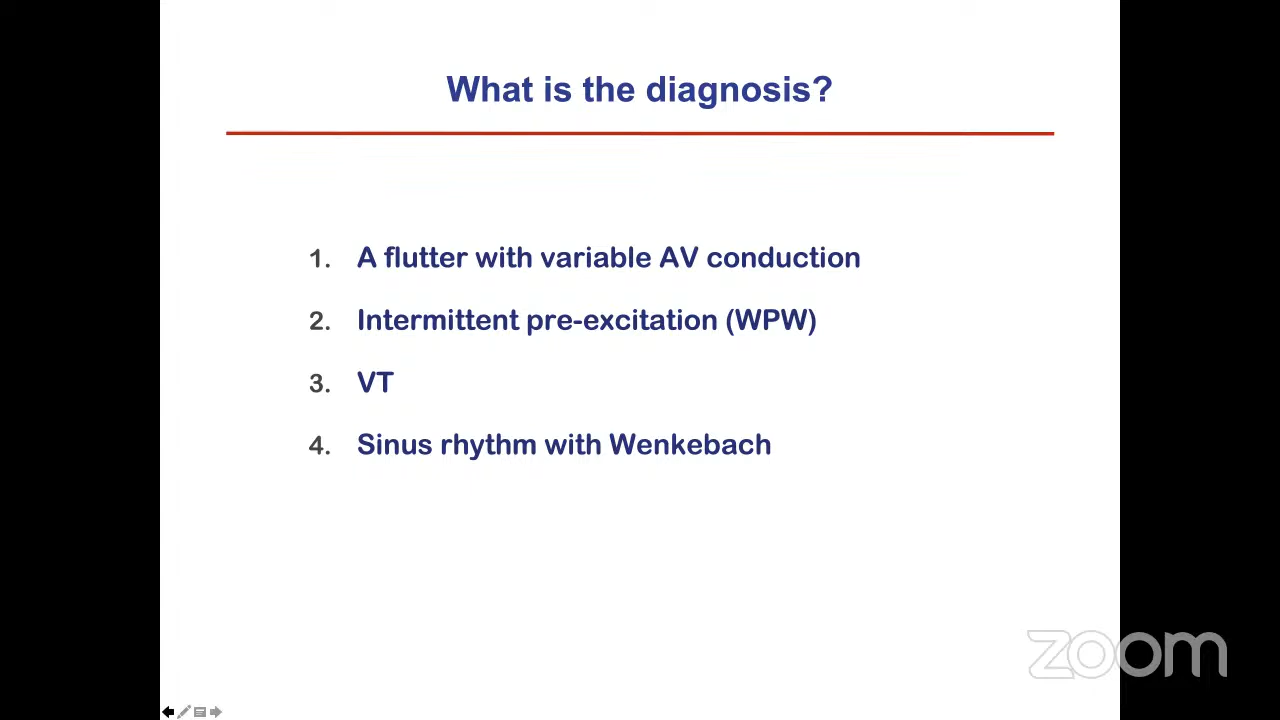 What is the diagnosis?
1. A flutter with variable AV conduction
2. Intermittent pre-excitation (WPW)
3. VT
4. Sinus rhythm with Wenkebach
zoom